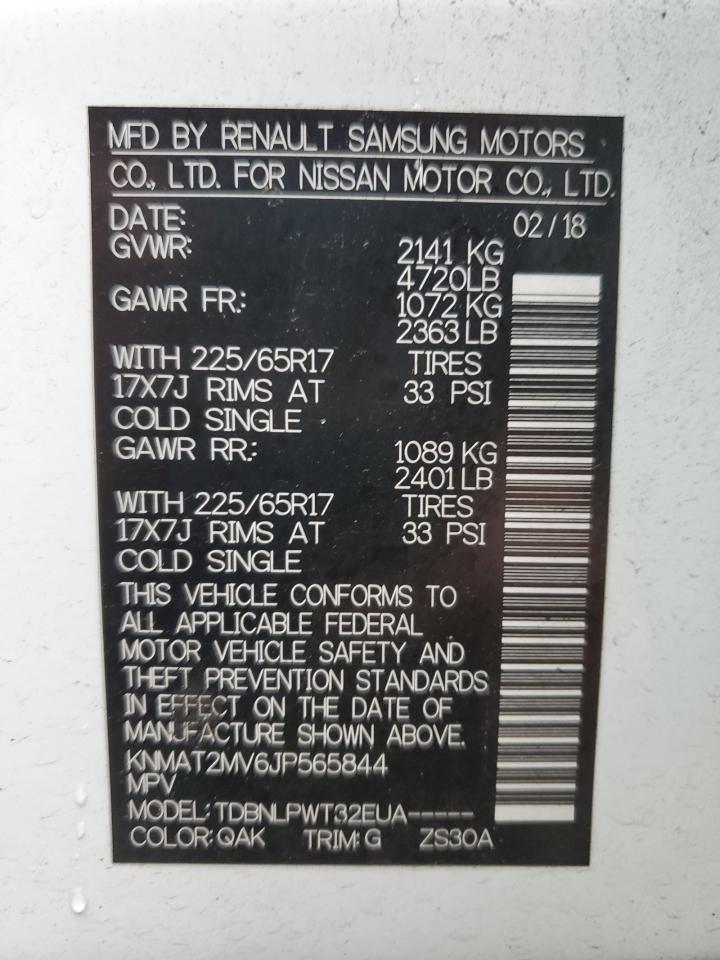 MFD BY RENAULT SAMSUNG MOTORS
CO., LTD. FOR NISSAN MOTOR CO., LTD.
DATE: 02/18
GVWR: 2141 KG
4720LB
GAWR FR: 1072 KG
2363 LB
WITH 225/65R17 TIRES
17X7J RIMS AT 33 PSI
COLD SINGLE
GAWR RR: 1089 KG
2401 LB
WITH 225/65R17 TIRES
17X7J RIMS AT 33 PSI
COLD SINGLE
THIS VEHICLE CONFORMS TO
ALL APPLICABLE FEDERAL
MOTOR VEHICLE SAFETY AND
THEFT PREVENTION STANDARDS
IN EFFECT ON THE DATE OF
MANUFACTURE SHOWN ABOVE.
KNMAT2MV6JP565844
MPV
MODEL: TDBNLPWT32EUA-----
COLOR: QAK TRIM: G ZS30A